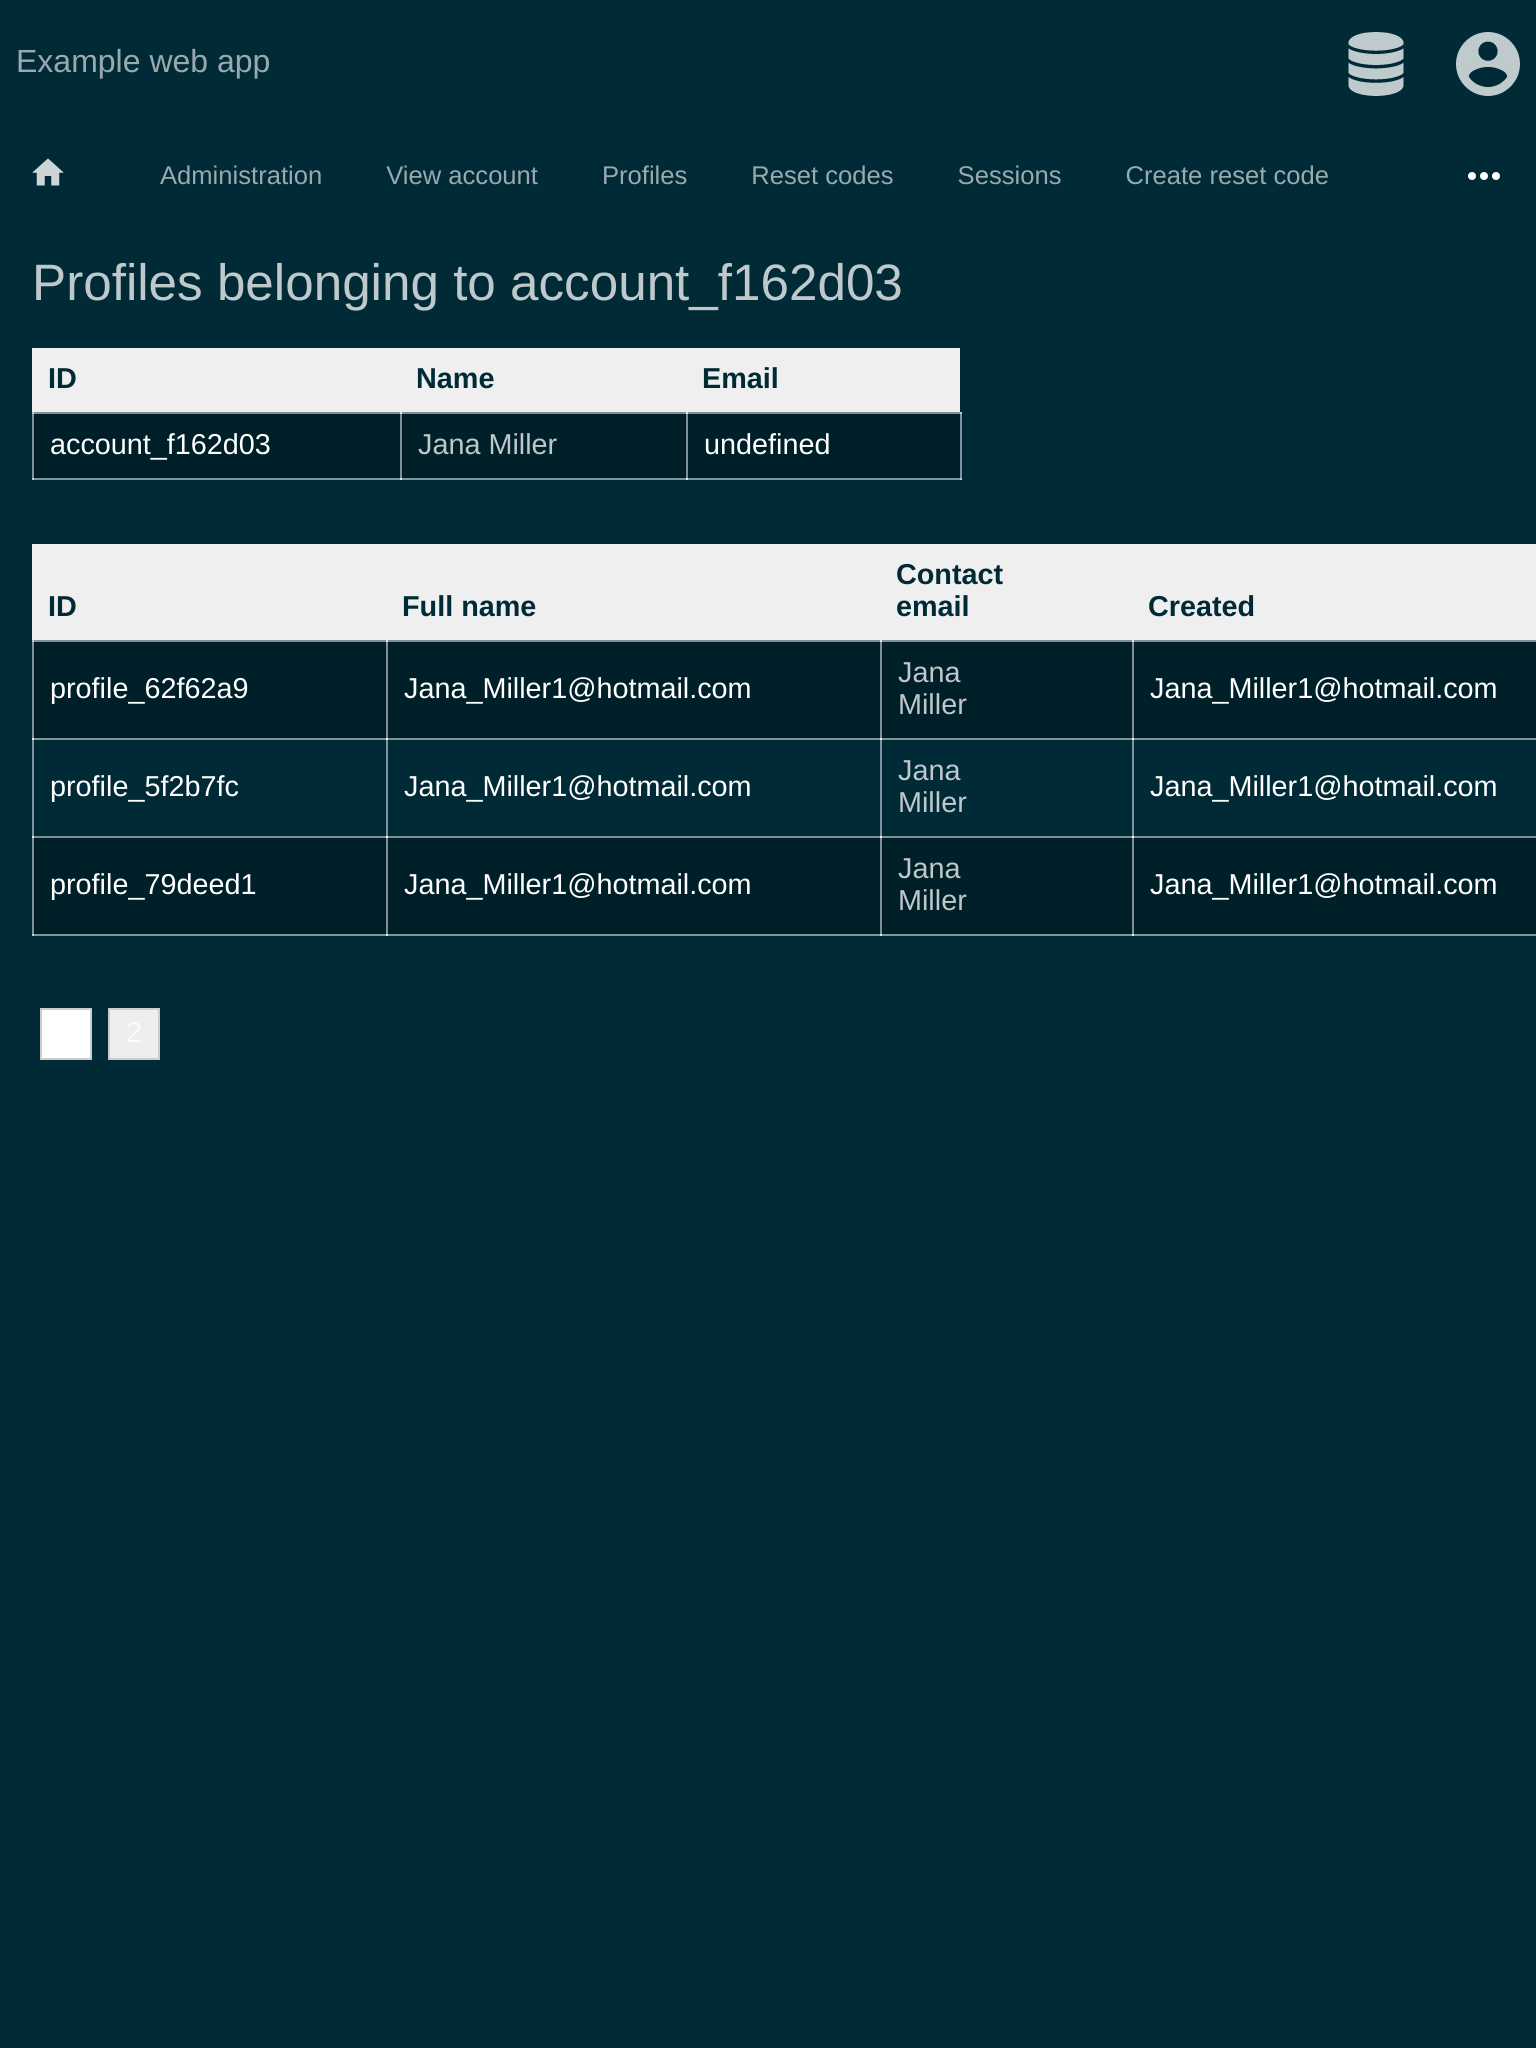 Example web app
Administration View account Profiles Reset codes Sessions Create reset code
Profiles belonging to account_f162d03
ID Name Email
account_f162d03 Jana Miller undefined
ID Full name Contact email Created
profile_62f62a9 Jana_Miller1@hotmail.com Jana Miller Jana_Miller1@hotmail.com
profile_5f2b7fc Jana_Miller1@hotmail.com Jana Miller Jana_Miller1@hotmail.com
profile_79deed1 Jana_Miller1@hotmail.com Jana Miller Jana_Miller1@hotmail.com
2